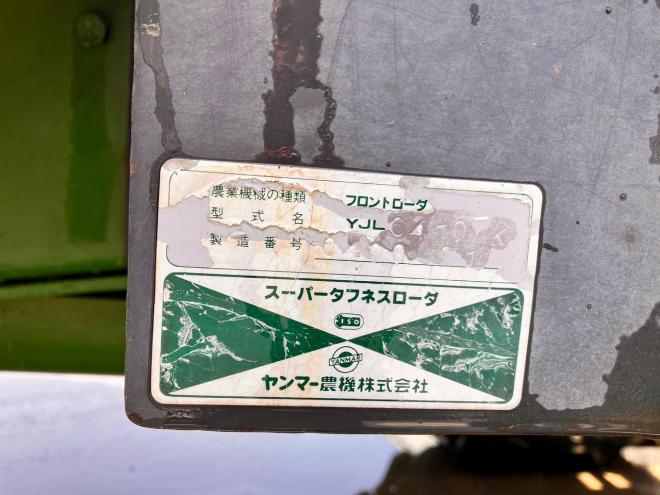 農業機械の種類 フロントローダ
型式名 YJL
製造番号
スーパータフネスローダ
ISO
YANMAR
ヤンマー農機株式会社